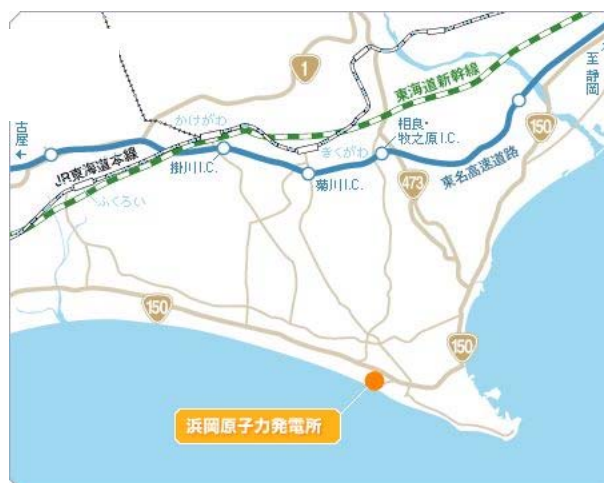 1
至 静岡
東海道新幹線
かけがわ
150
古屋
相良・
牧之原I.C.
きくがわ
掛川I.C.
JR東海道本線
菊川I.C.
東名高速道路
473
ふくろい
150
150
浜岡原子力発電所